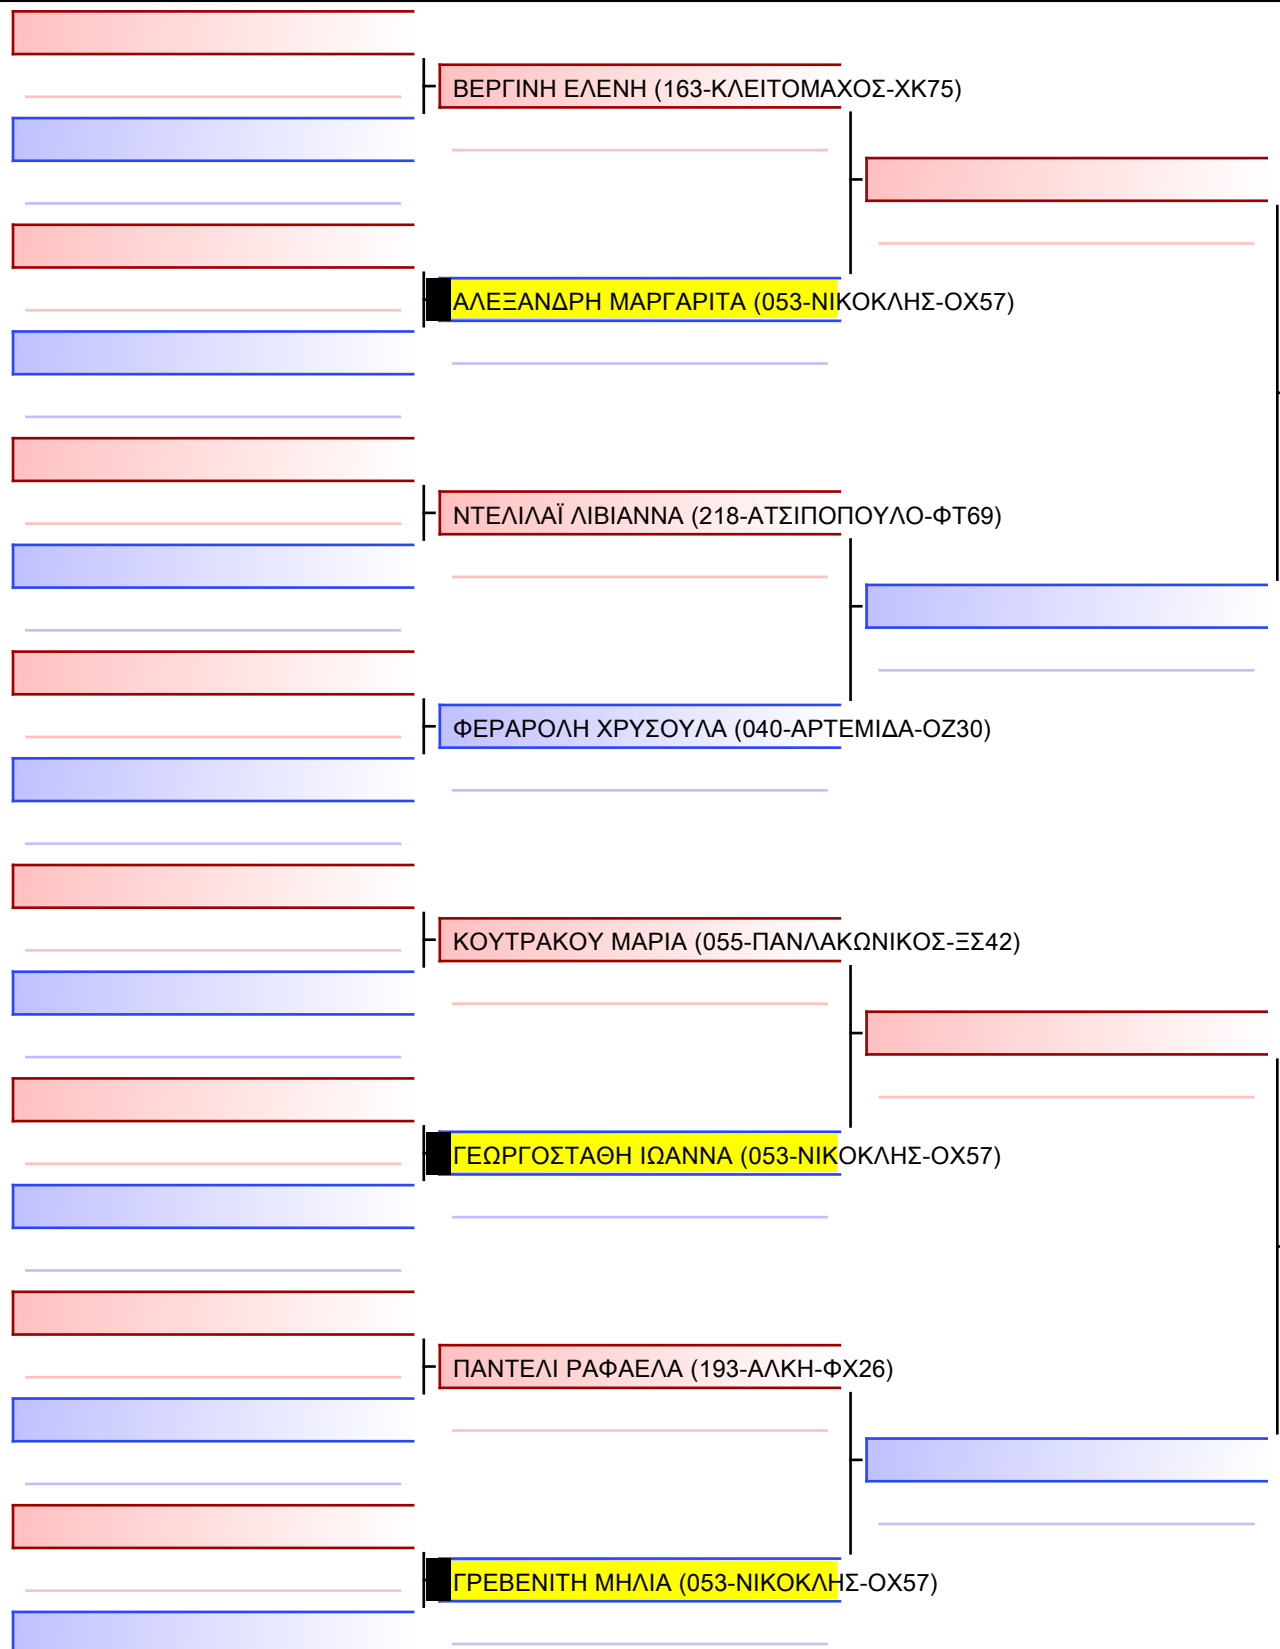 ΒΕΡΓΙΝΗ ΕΛΕΝΗ (163-ΚΛΕΙΤΟΜΑΧΟΣ-ΧΚ75)
ΑΛΕΞΑΝΔΡΗ ΜΑΡΓΑΡΙΤΑ (053-ΝΙΚΟΚΛΗΣ-ΟΧ57)
ΝΤΕΛΙΛΑΪ ΛΙΒΙΑΝΝΑ (218-ΑΤΣΙΠΟΠΟΥΛΟ-ΦΤ69)
ΦΕΡΑΡΟΛΗ ΧΡΥΣΟΥΛΑ (040-ΑΡΤΕΜΙΔΑ-ΟΖ30)
ΚΟΥΤΡΑΚΟΥ ΜΑΡΙΑ (055-ΠΑΝΛΑΚΩΝΙΚΟΣ-ΞΣ42)
ΓΕΩΡΓΟΣΤΑΘΗ ΙΩΑΝΝΑ (053-ΝΙΚΟΚΛΗΣ-ΟΧ57)
ΠΑΝΤΕΛΙ ΡΑΦΑΕΛΑ (193-ΑΛΚΗ-ΦΧ26)
ΓΡΕΒΕΝΙΤΗ ΜΗΛΙΑ (053-ΝΙΚΟΚΛΗΣ-ΟΧ57)